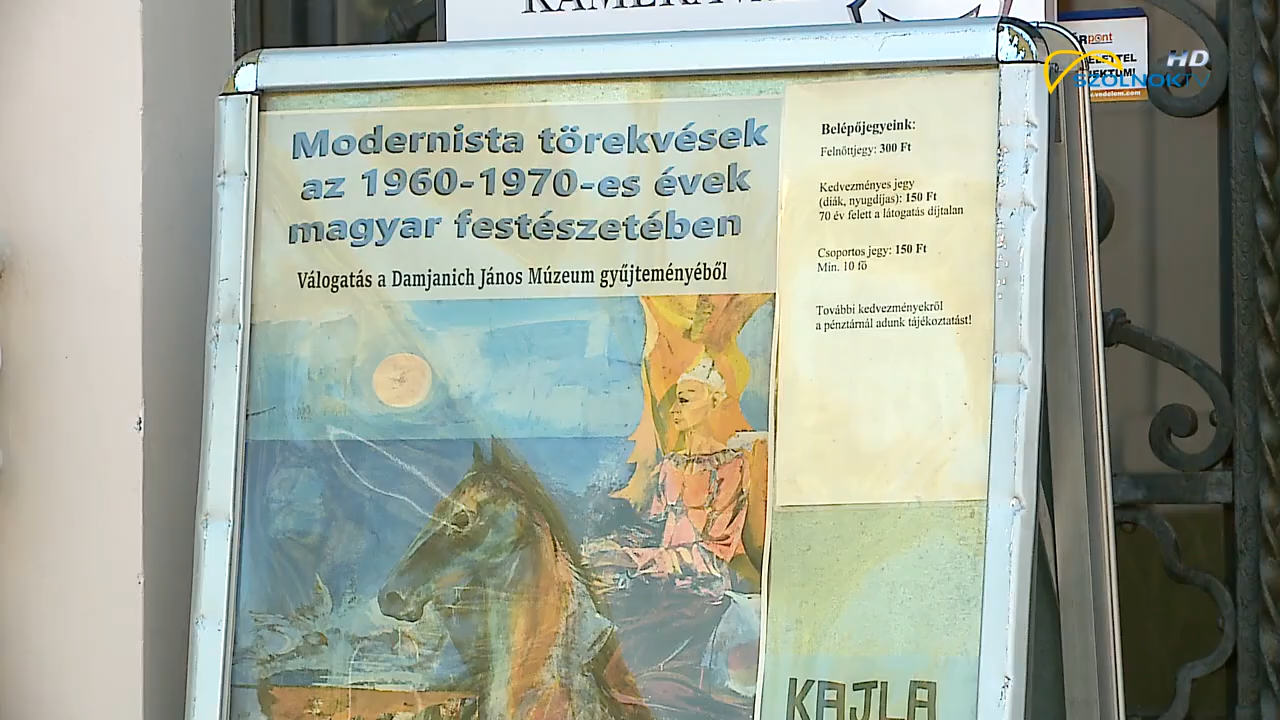 Modernista törekvések
az 1960-1970-es évek
magyar festészetében
Válogatás a Damjanich János Múzeum gyűjteményéből
Belépőjegyeink:
Felnőttjegy: 300 Ft
Kedvezményes jegy
(diák, nyugdíjas): 150 Ft
70 év felett a látogatás díjtalan
Csoportos jegy: 150 Ft
Min. 10 fő
További kedvezményekről
a pénztárnál adunk tájékoztatást!
KAJLA
HD
SZOLNOK TV